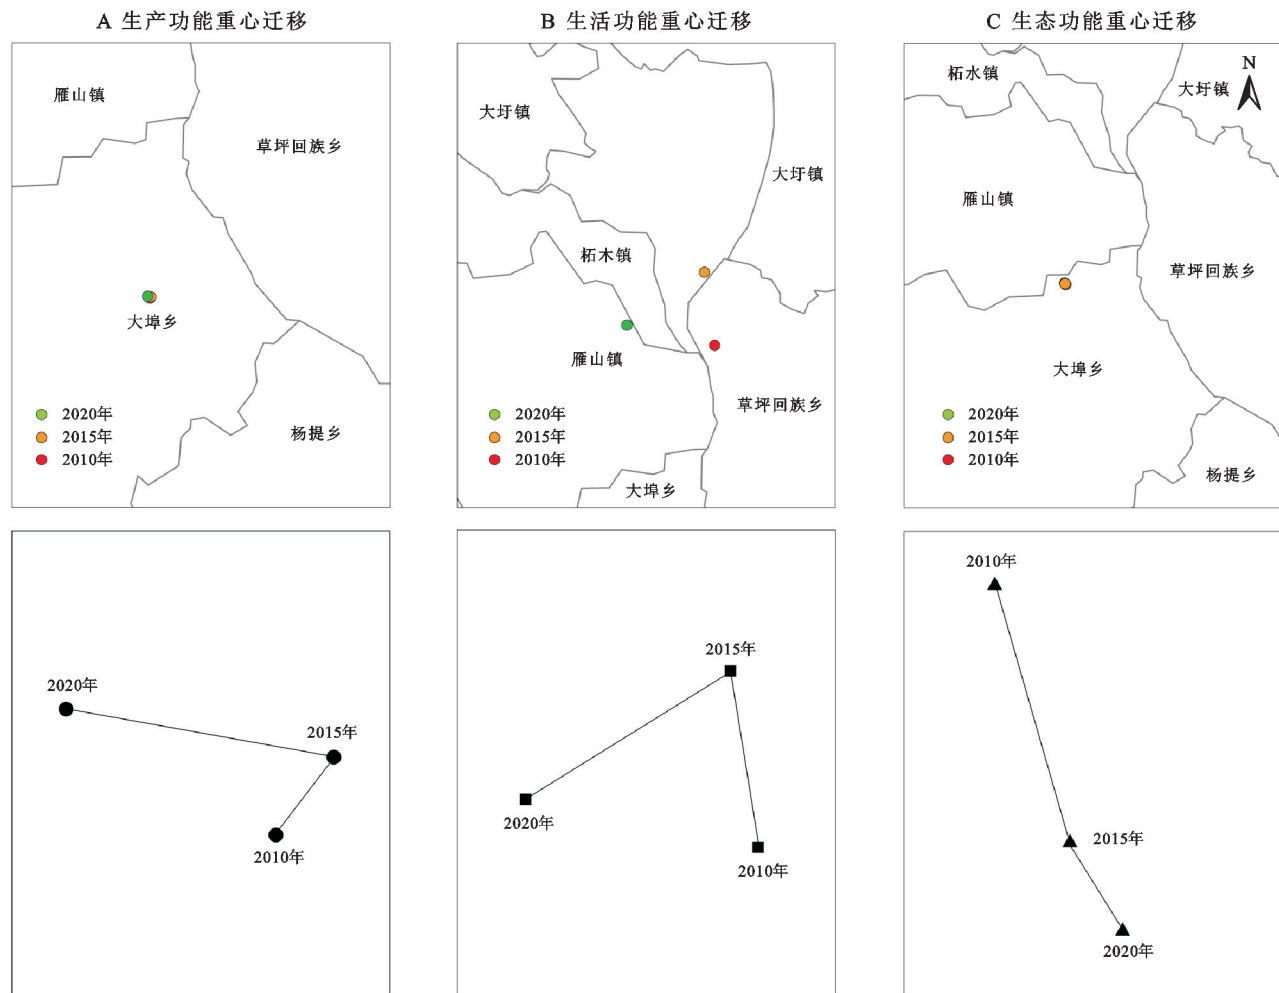 A 生产功能重心迁移
雁山镇
草坪回族乡
大埠乡
杨提乡
2020年
2015年
2010年
B 生活功能重心迁移
大圩镇
大圩镇
柘木镇
雁山镇
草坪回族乡
大埠乡
2020年
2015年
2010年
C 生态功能重心迁移
N
柘水镇
大圩镇
雁山镇
草坪回族乡
大埠乡
杨提乡
2020年
2015年
2010年
2020年
2015年
2010年
2015年
2020年
2010年
2010年
2015年
2020年